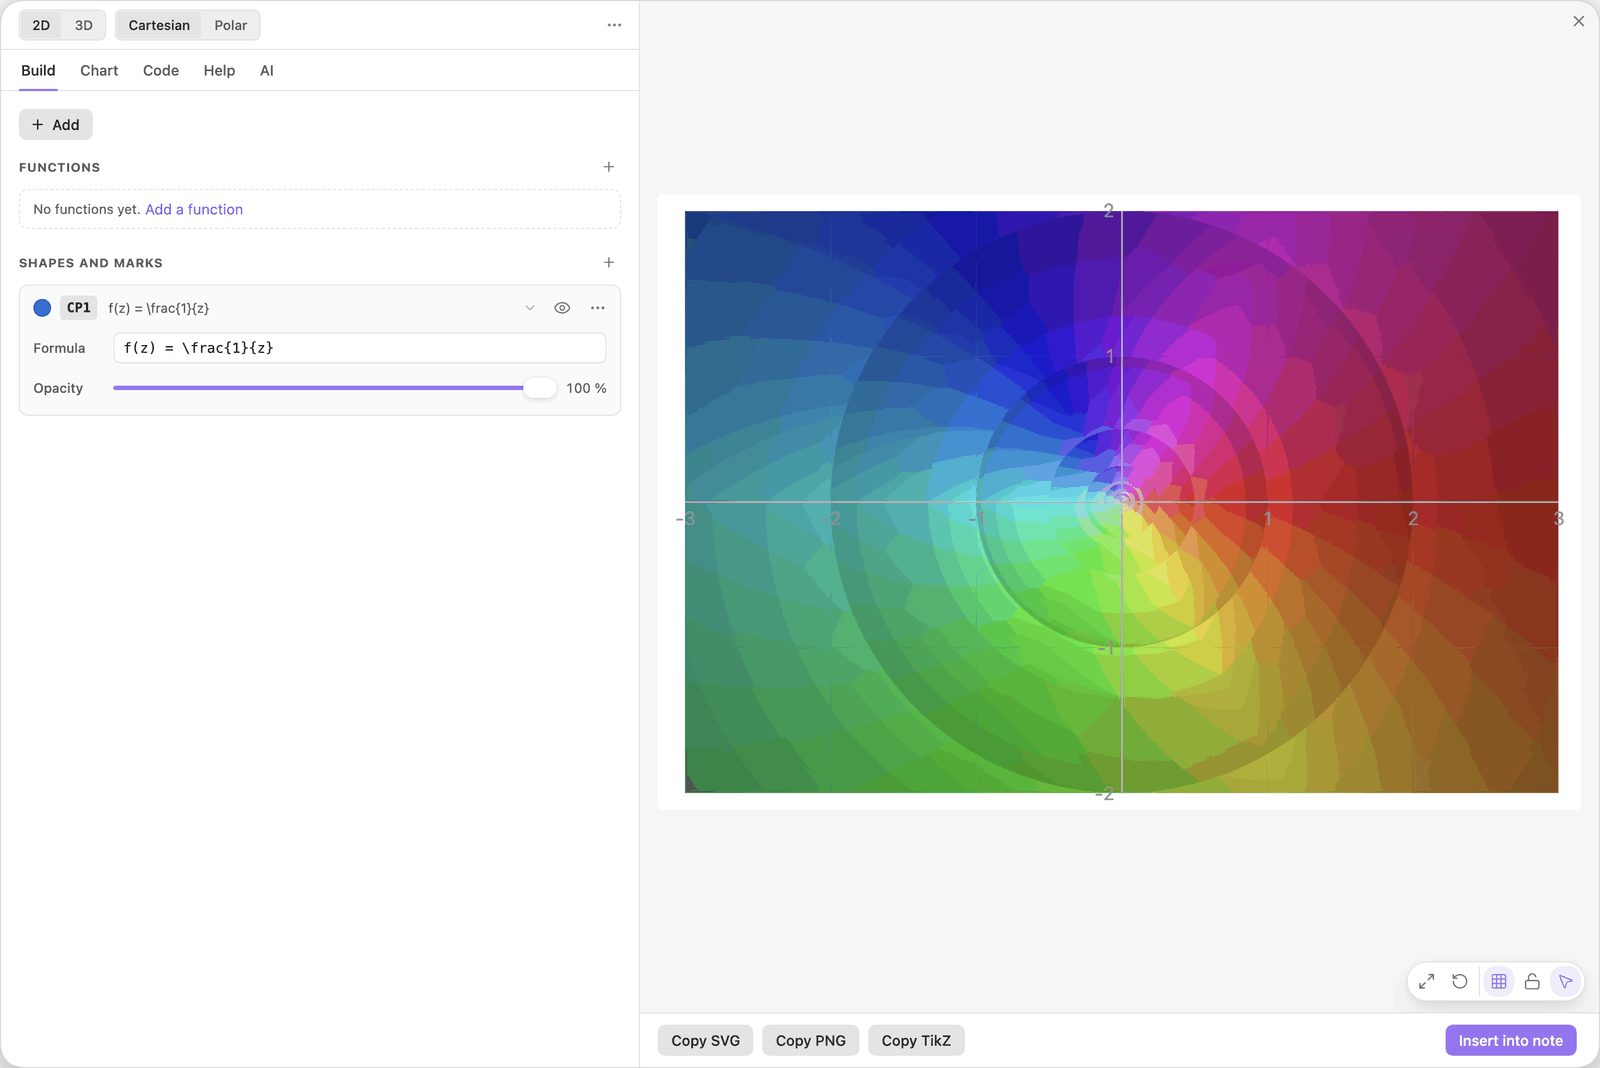 2D 3D Cartesian Polar
Build Chart Code Help AI
+ Add
FUNCTIONS
No functions yet. Add a function
SHAPES AND MARKS
CP1 f(z) = \frac{1}{z}
Formula f(z) = \frac{1}{z}
Opacity 100 %
2
1
-3 -2 -1 1 2 3
-1
-2
Copy SVG Copy PNG Copy TikZ Insert into note